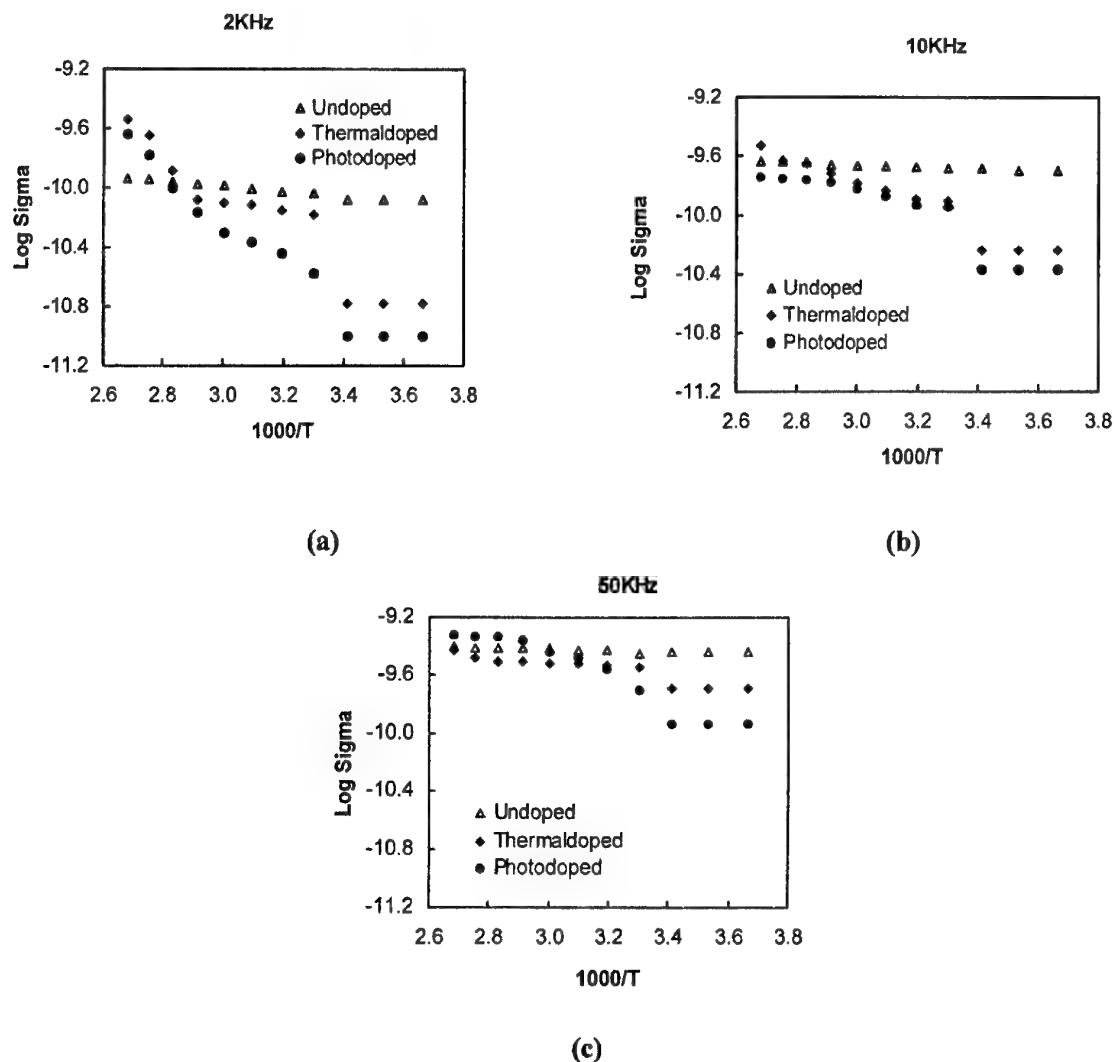 2KHz
-9.2
-9.6
-10.0
-10.4
-10.8
-11.2
Log Sigma
Undoped
Thermaldoped
Photodoped
2.6 2.8 3.0 3.2 3.4 3.6 3.8
1000/T
(a)
10KHz
-9.2
-9.6
-10.0
-10.4
-10.8
-11.2
Log Sigma
Undoped
Thermaldoped
Photodoped
2.6 2.8 3.0 3.2 3.4 3.6 3.8
1000/T
(b)
50KHz
-9.2
-9.6
-10.0
-10.4
-10.8
-11.2
Log Sigma
Undoped
Thermaldoped
Photodoped
2.6 2.8 3.0 3.2 3.4 3.6 3.8
1000/T
(c)